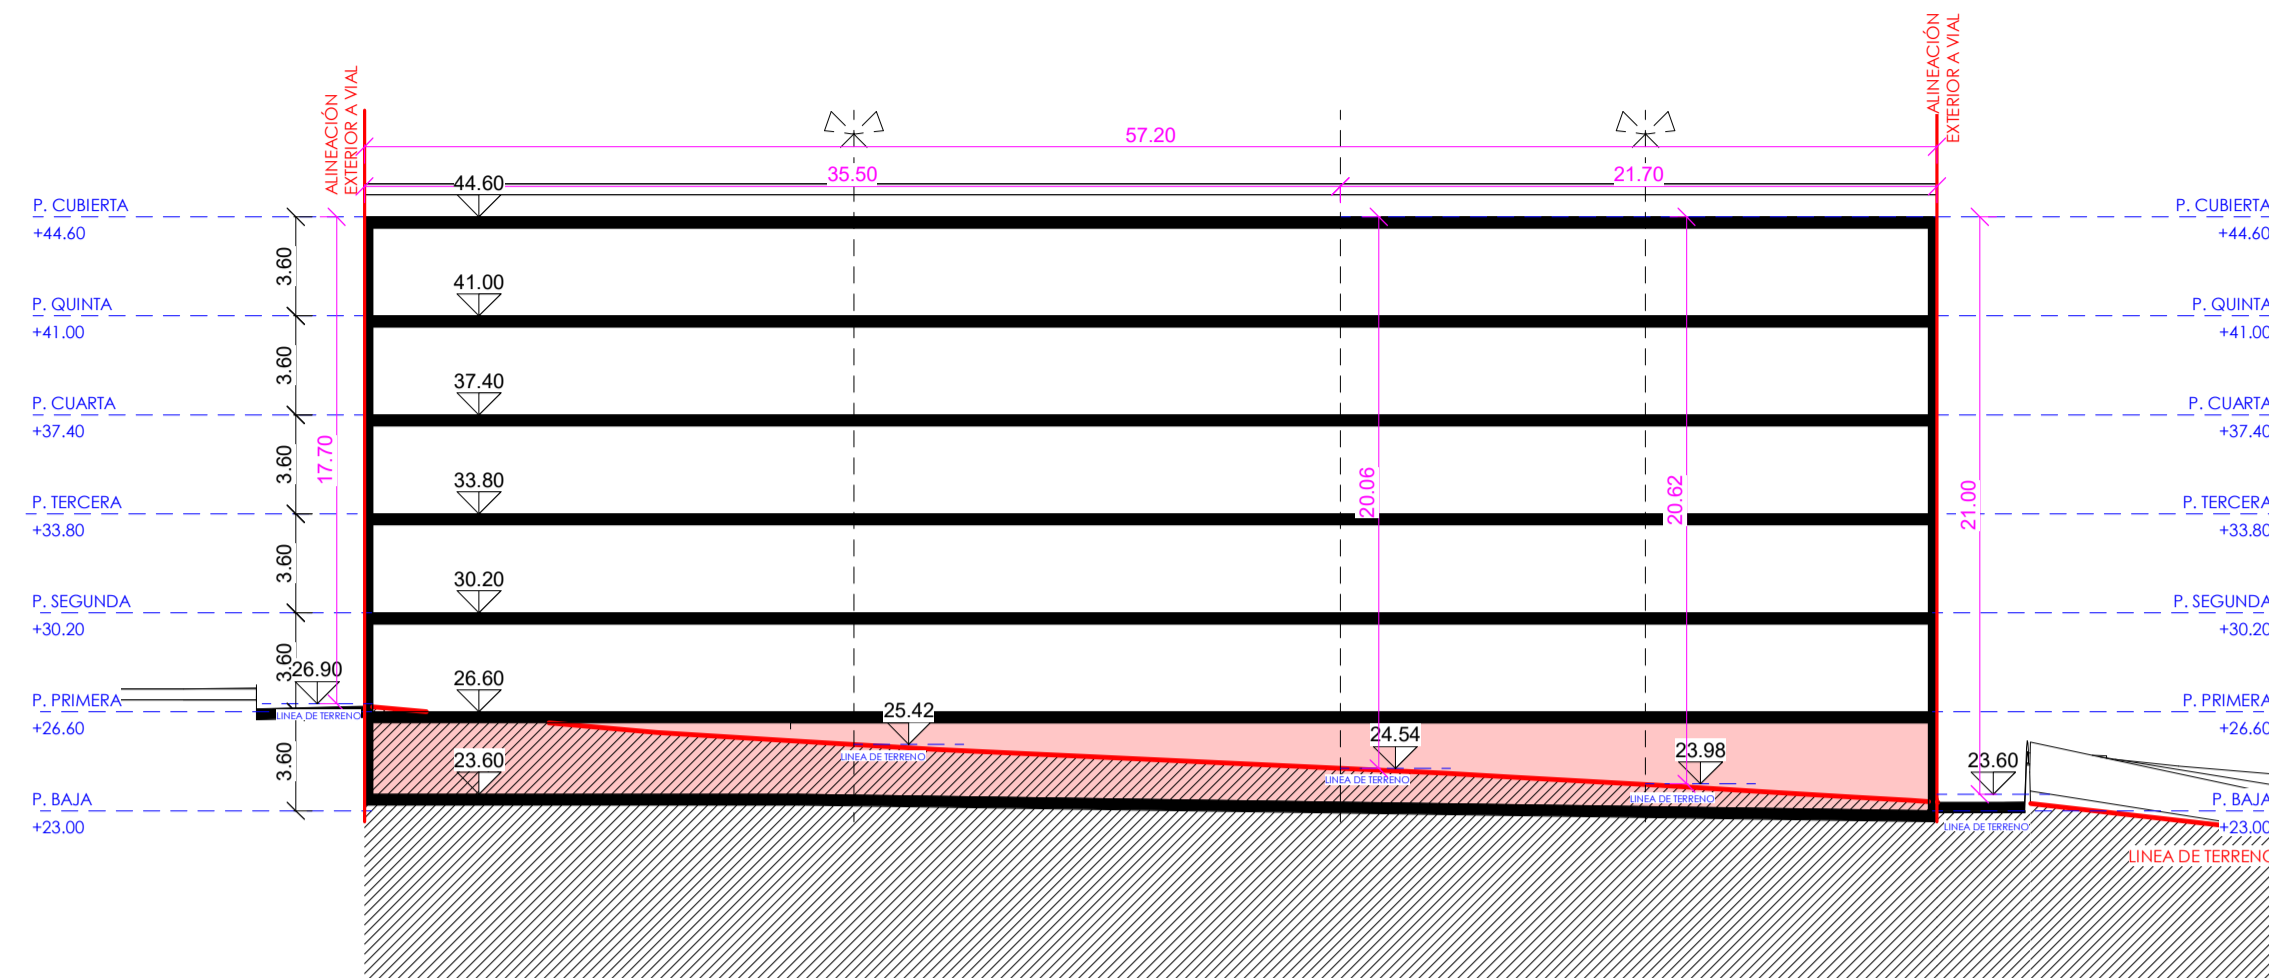 ALINEACIÓN
EXTERIOR A VIAL
ALINEACIÓN
EXTERIOR A VIAL
57.20
35.50
21.70
P. CUBIERTA
+44.60
44.60
P. CUBIERTA
+44.60
3.60
P. QUINTA
+41.00
41.00
P. QUINTA
+41.00
3.60
P. CUARTA
+37.40
37.40
P. CUARTA
+37.40
3.60
17.70
20.06
20.62
21.00
P. TERCERA
+33.80
33.80
P. TERCERA
+33.80
3.60
P. SEGUNDA
+30.20
30.20
P. SEGUNDA
+30.20
3.60
26.90
P. PRIMERA
+26.60
LINEA DE TERRENO
26.60
P. PRIMERA
+26.60
3.60
25.42
LINEA DE TERRENO
24.54
LINEA DE TERRENO
23.98
LINEA DE TERRENO
23.60
23.60
P. BAJA
+23.00
P. BAJA
+23.00
LINEA DE TERRENO
LINEA DE TERRENO